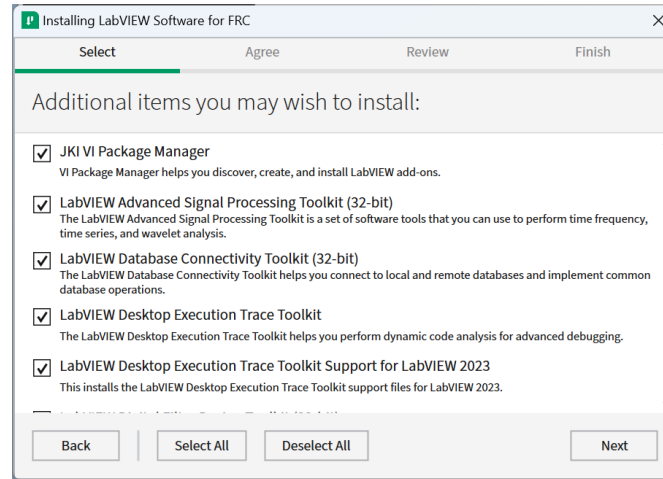 Installing LabVIEW Software for FRC
Select Agree Review Finish
Additional items you may wish to install:
JKI VI Package Manager
VI Package Manager helps you discover, create, and install LabVIEW add-ons.
LabVIEW Advanced Signal Processing Toolkit (32-bit)
The LabVIEW Advanced Signal Processing Toolkit is a set of software tools that you can use to perform time frequency,
time series, and wavelet analysis.
LabVIEW Database Connectivity Toolkit (32-bit)
The LabVIEW Database Connectivity Toolkit helps you connect to local and remote databases and implement common
database operations.
LabVIEW Desktop Execution Trace Toolkit
The LabVIEW Desktop Execution Trace Toolkit helps you perform dynamic code analysis for advanced debugging.
LabVIEW Desktop Execution Trace Toolkit Support for LabVIEW 2023
This installs the LabVIEW Desktop Execution Trace Toolkit support files for LabVIEW 2023.
Back Select All Deselect All Next